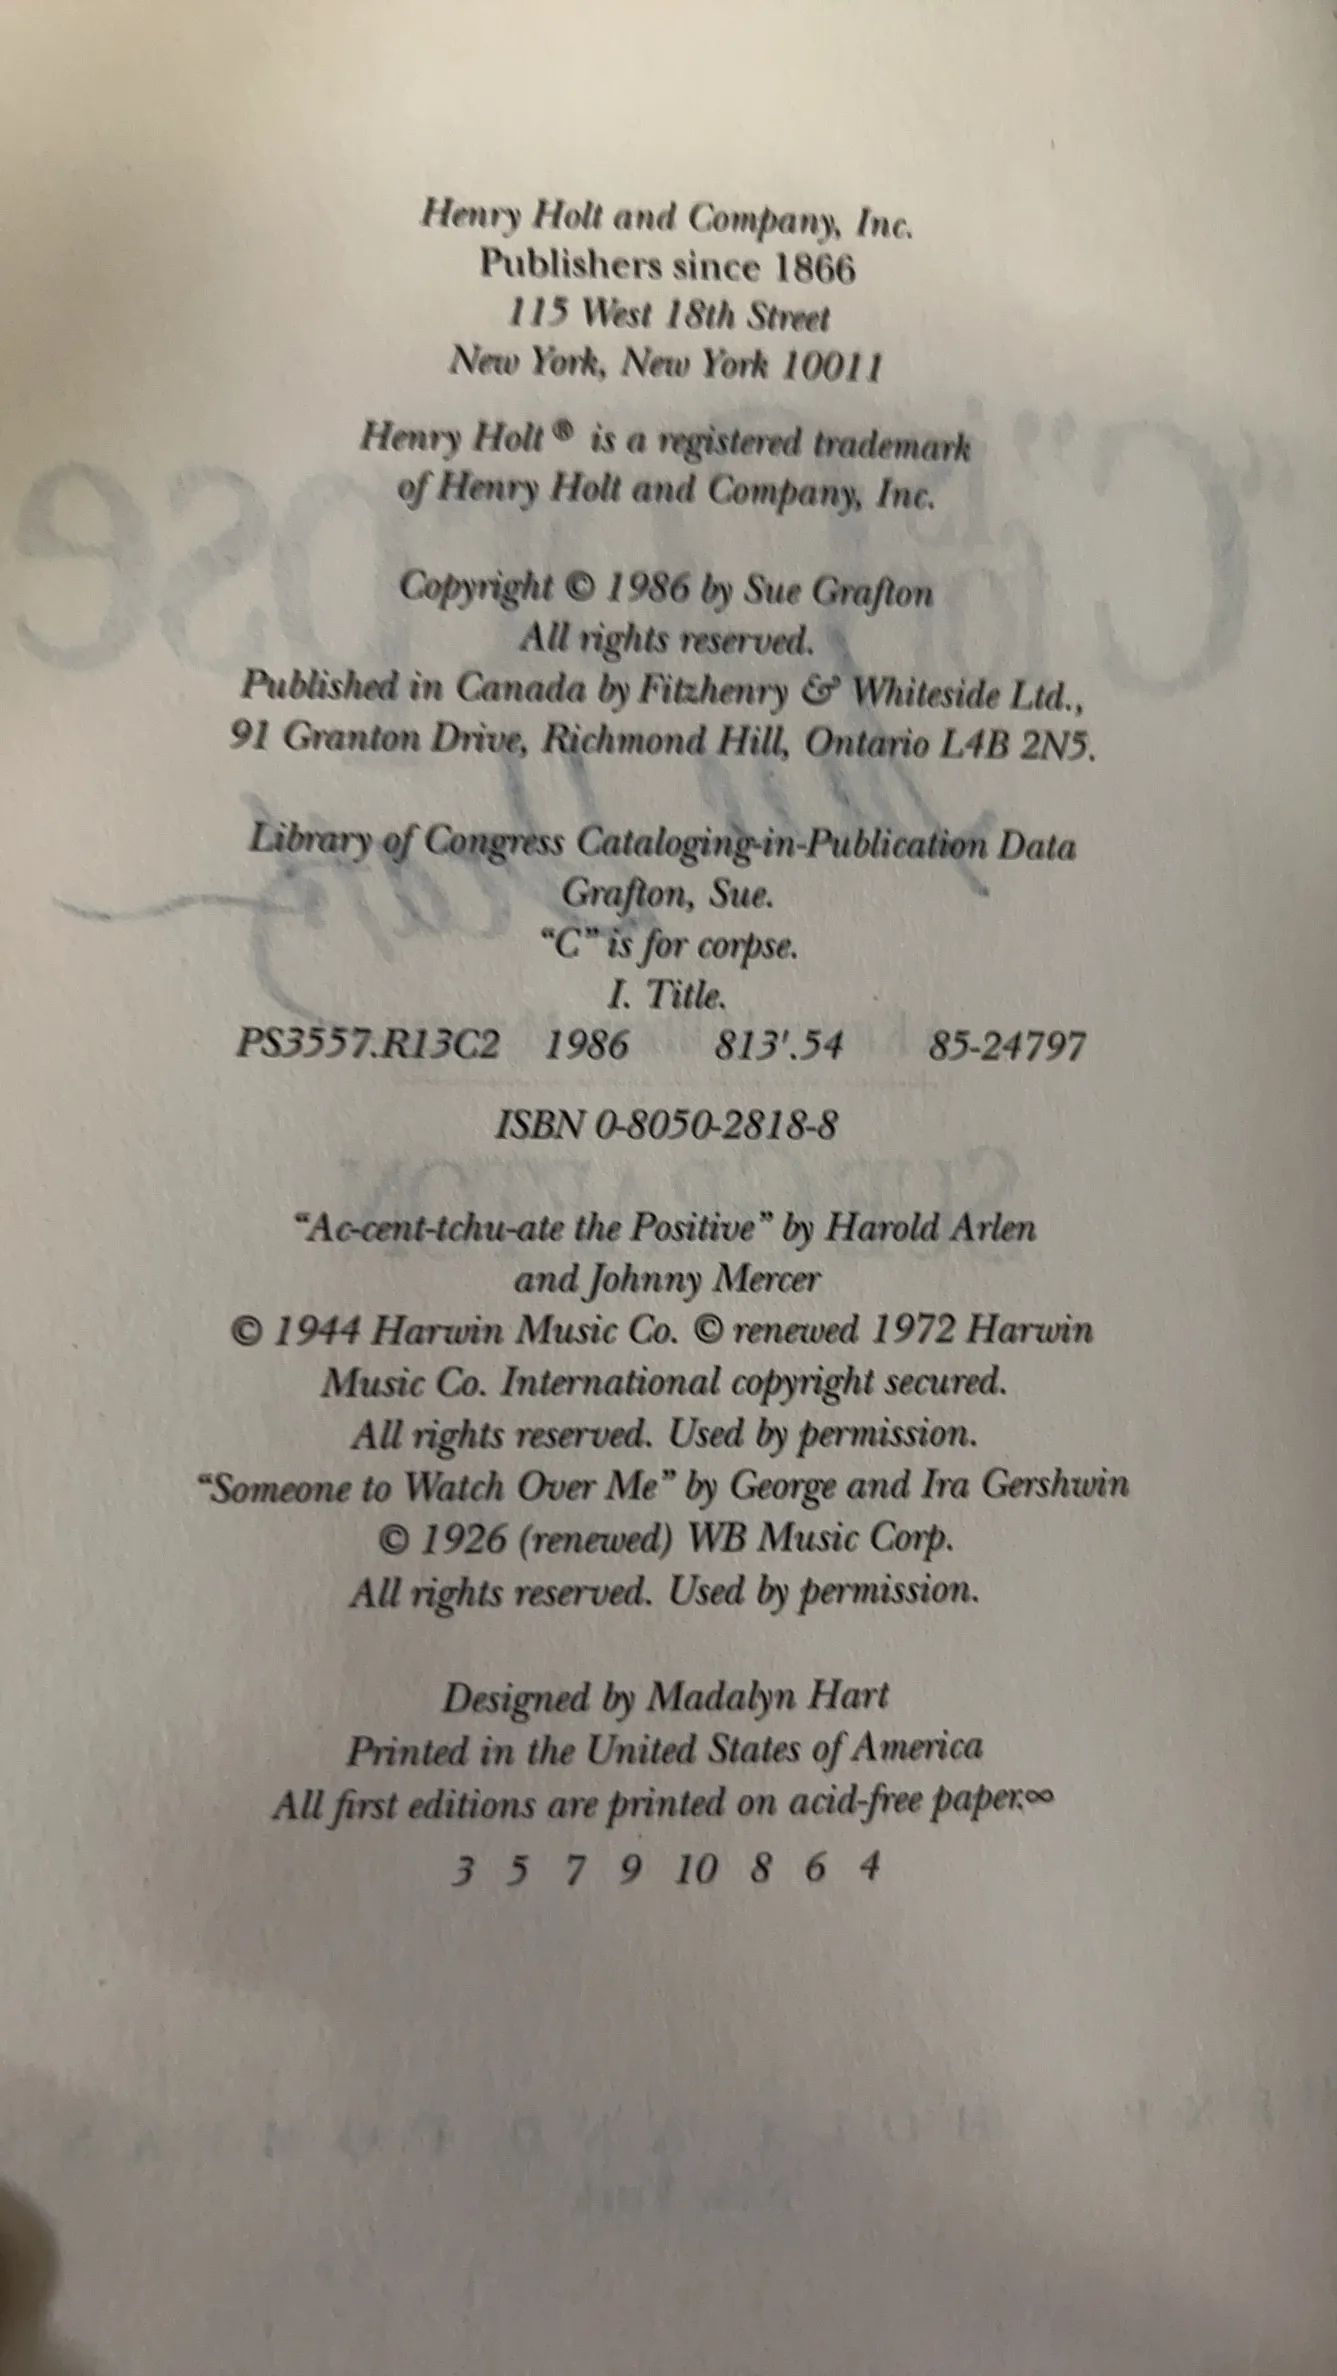 Henry Holt and Company, Inc.
Publishers since 1866
115 West 18th Street
New York, New York 10011
Henry Holt® is a registered trademark
of Henry Holt and Company, Inc.
Copyright © 1986 by Sue Grafton
All rights reserved.
Published in Canada by Fitzhenry & Whiteside Ltd.,
91 Granton Drive, Richmond Hill, Ontario L4B 2N5.
Library of Congress Cataloging-in-Publication Data
Grafton, Sue.
“C” is for corpse.
I. Title.
PS3557.R13C2 1986 813'.54 85-24797
ISBN 0-8050-2818-8
“Ac-cent-tchu-ate the Positive” by Harold Arlen
and Johnny Mercer
© 1944 Harwin Music Co. © renewed 1972 Harwin
Music Co. International copyright secured.
All rights reserved. Used by permission.
“Someone to Watch Over Me” by George and Ira Gershwin
© 1926 (renewed) WB Music Corp.
All rights reserved. Used by permission.
Designed by Madalyn Hart
Printed in the United States of America
All first editions are printed on acid-free paper.∞
3 5 7 9 10 8 6 4